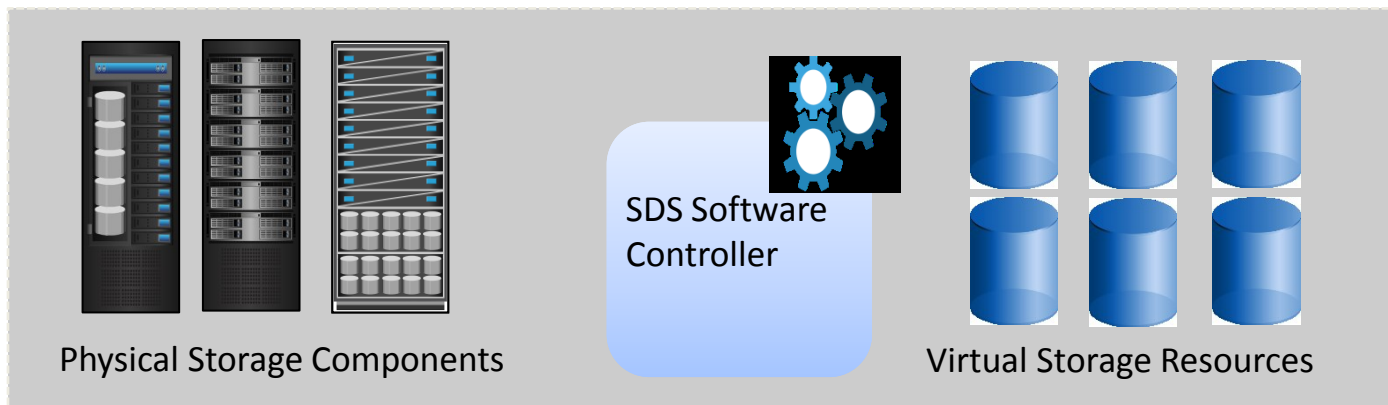 SDS Software
Controller
Physical Storage Components
Virtual Storage Resources